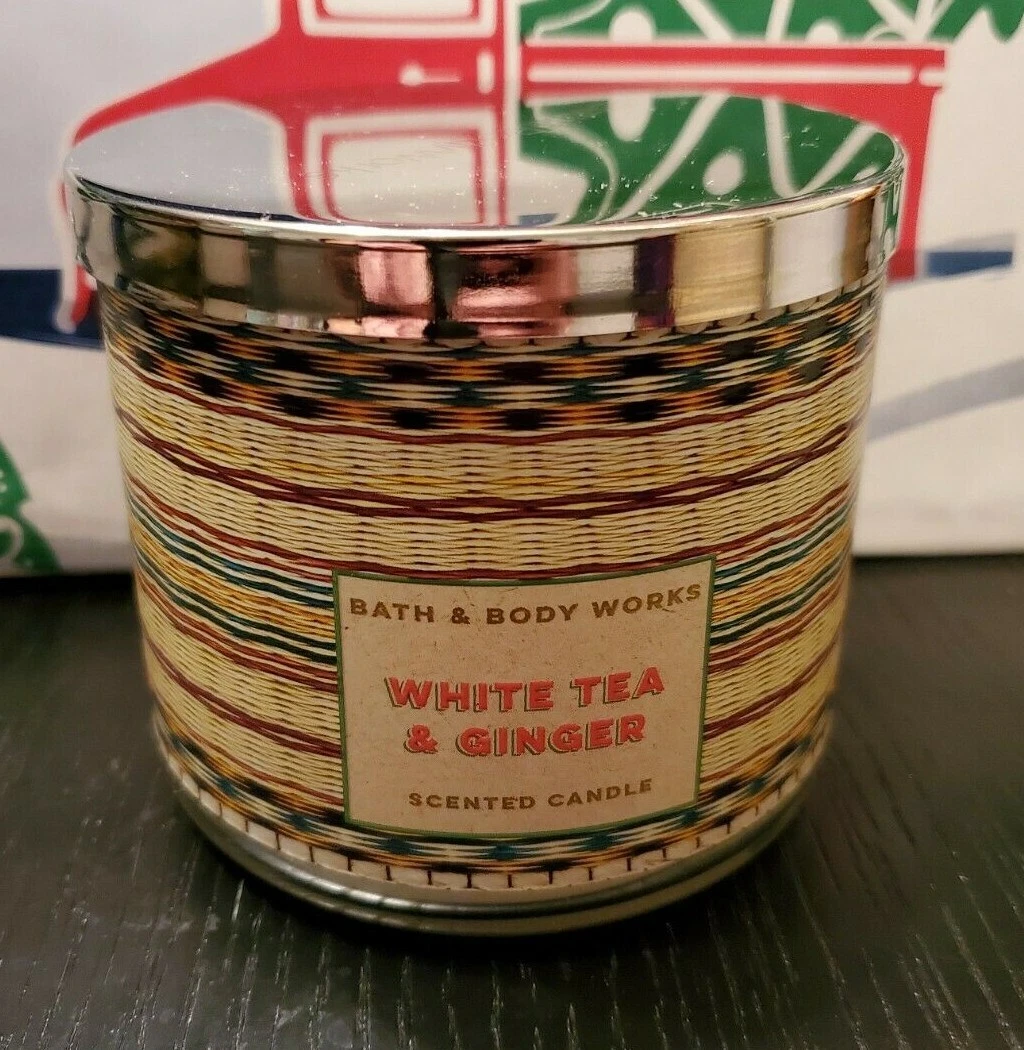 BATH & BODY WORKS
WHITE TEA
& GINGER
SCENTED CANDLE